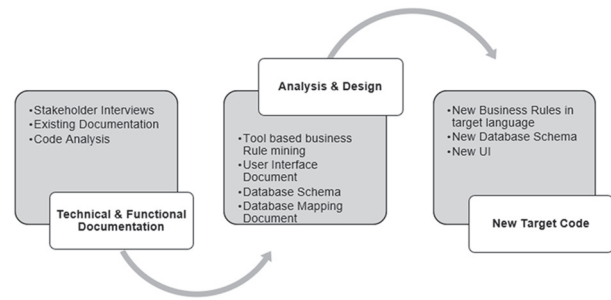 •Stakeholder Interviews
•Existing Documentation
•Code Analysis
Technical & Functional
Documentation
Analysis & Design
•Tool based business
Rule mining
•User Interface
Document
•Database Schema
•Database Mapping
Document
•New Business Rules in
target language
•New Database Schema
•New UI
New Target Code